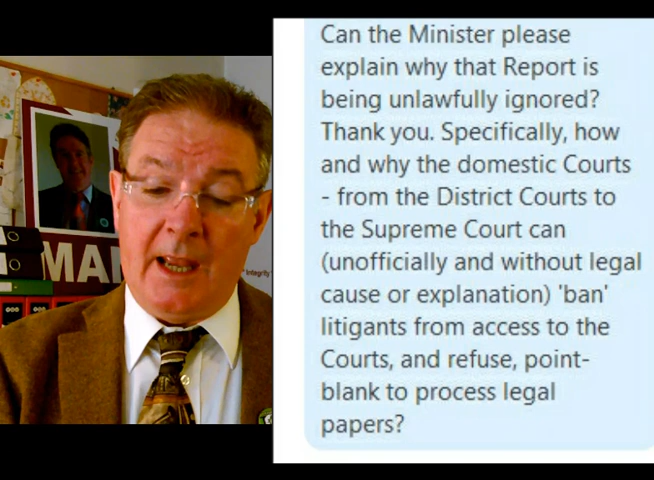 MAI
Integrity
Can the Minister please
explain why that Report is
being unlawfully ignored?
Thank you. Specifically, how
and why the domestic Courts
- from the District Courts to
the Supreme Court can
(unofficially and without legal
cause or explanation) 'ban'
litigants from access to the
Courts, and refuse, point-
blank to process legal
papers?